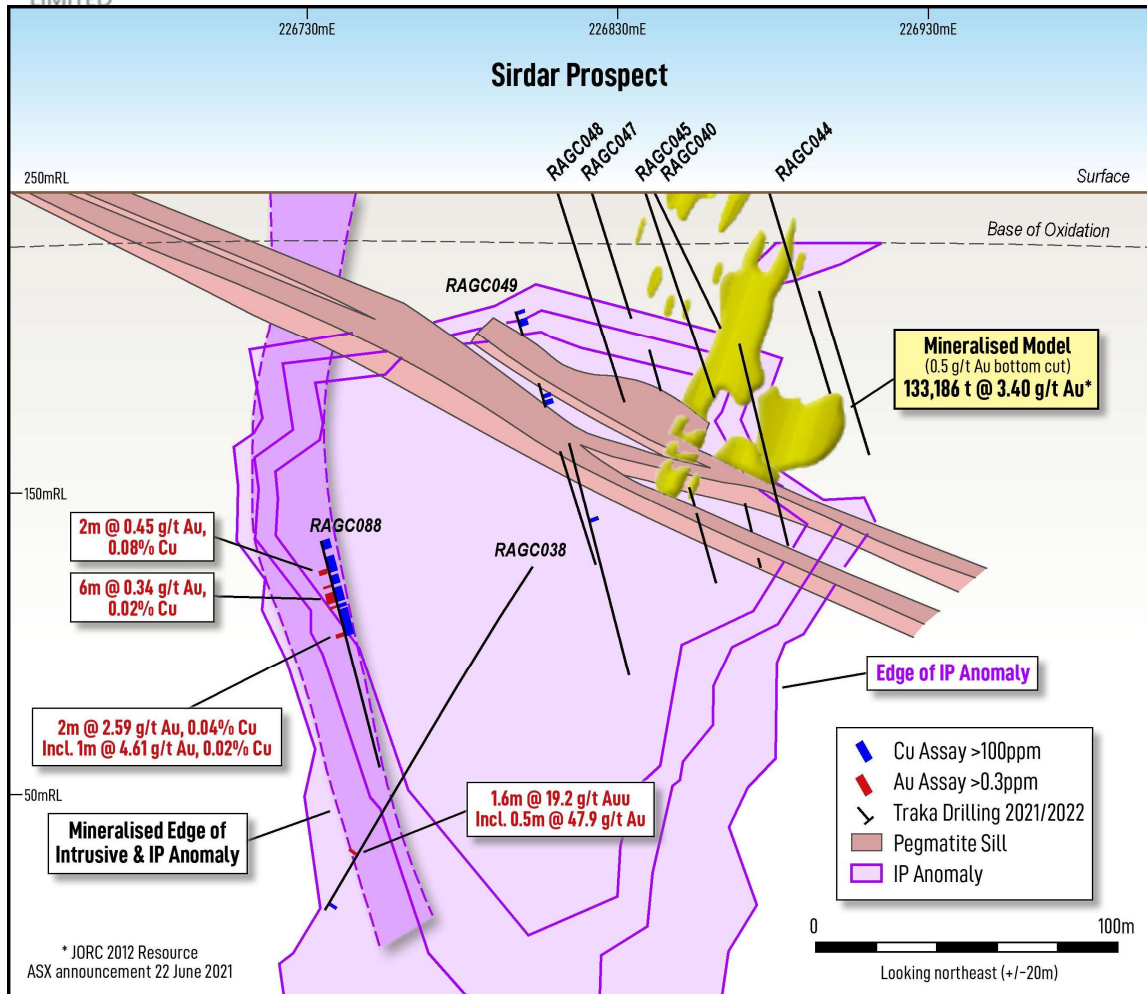 LIMITED
226730mE
226830mE
226930mE
Sirdar Prospect
RAGC048
RAGC047
RAGC045
RAGC040
RAGC044
250mRL
Surface
Base of Oxidation
RAGC049
Mineralised Model
(0.5 g/t Au bottom cut)
133,186 t @ 3.40 g/t Au*
150mRL
2m @ 0.45 g/t Au,
0.08% Cu
RAGC088
RAGC038
6m @ 0.34 g/t Au,
0.02% Cu
Edge of IP Anomaly
2m @ 2.59 g/t Au, 0.04% Cu
Incl. 1m @ 4.61 g/t Au, 0.02% Cu
50mRL
1.6m @ 19.2 g/t Auu
Incl. 0.5m @ 47.9 g/t Au
Mineralised Edge of
Intrusive & IP Anomaly
Cu Assay >100ppm
Au Assay >0.3ppm
Traka Drilling 2021/2022
Pegmatite Sill
IP Anomaly
0
100m
Looking northeast (+/-20m)
* JORC 2012 Resource
ASX announcement 22 June 2021